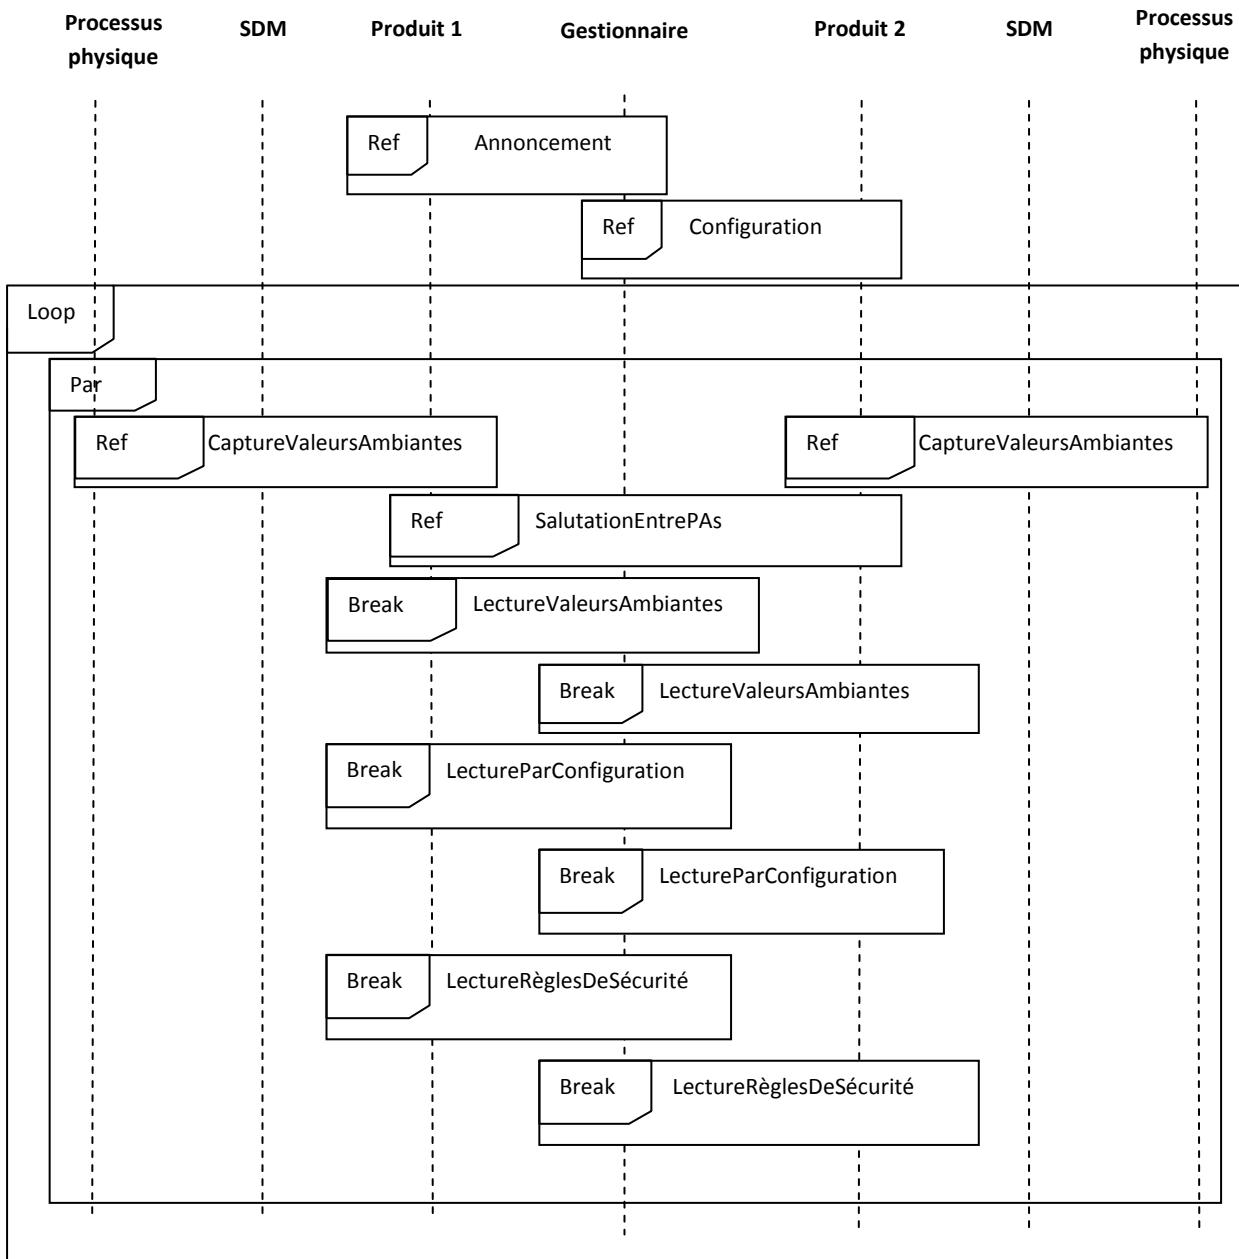 Processus physique SDM Produit 1 Gestionnaire Produit 2 SDM Processus physique
Ref Annoncement
Ref Configuration
Loop
Par
Ref CaptureValeursAmbiantes Ref CaptureValeursAmbiantes
Ref SalutationEntrePAs
Break LectureValeursAmbiantes
Break LectureValeursAmbiantes
Break LectureParConfiguration
Break LectureParConfiguration
Break LectureRèglesDeSécurité
Break LectureRèglesDeSécurité